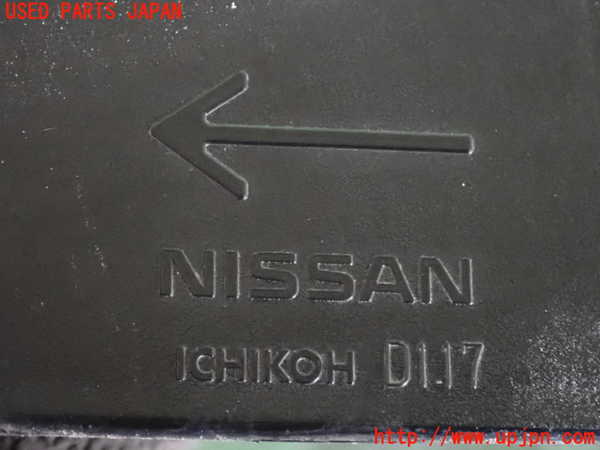 USED PARTS JAPAN
NISSAN
ICHIKOH D1.17
http://www.upjpn.com